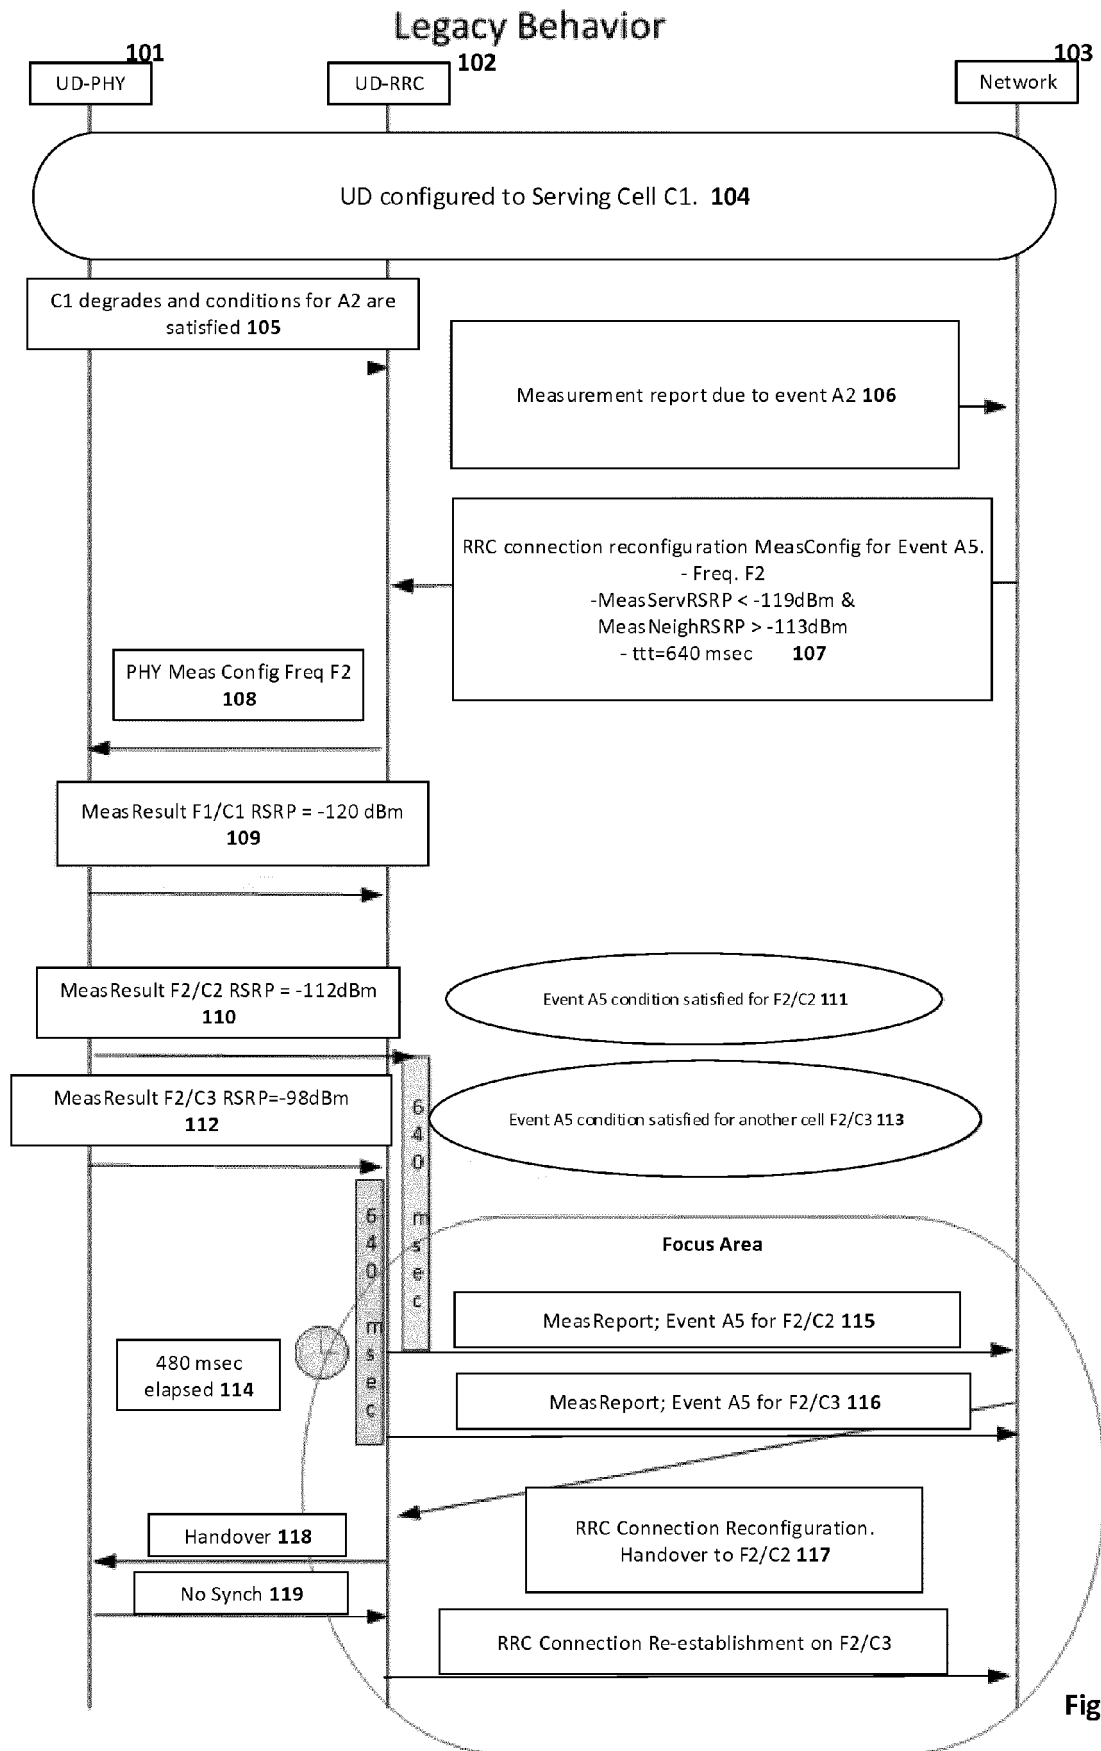 Legacy Behavior
101
102
103
UD-PHY
UD-RRC
Network
UD configured to Serving Cell C1. 104
C1 degrades and conditions for A2 are
satisfied 105
Measurement report due to event A2 106
RRC connection reconfiguration MeasConfig for Event A5.
- Freq. F2
-MeasServRSRP < -119dBm &
MeasNeighRSRP > -113dBm
- ttt=640 msec 107
PHY Meas Config Freq F2
108
MeasResult F1/C1 RSRP = -120 dBm
109
MeasResult F2/C2 RSRP = -112dBm
110
Event A5 condition satisfied for F2/C2 111
MeasResult F2/C3 RSRP=-98dBm
112
640 msec
Event A5 condition satisfied for another cell F2/C3 113
640 msec
Focus Area
MeasReport; Event A5 for F2/C2 115
480 msec
elapsed 114
MeasReport; Event A5 for F2/C3 116
RRC Connection Reconfiguration.
Handover to F2/C2 117
Handover 118
No Synch 119
RRC Connection Re-establishment on F2/C3
Fig